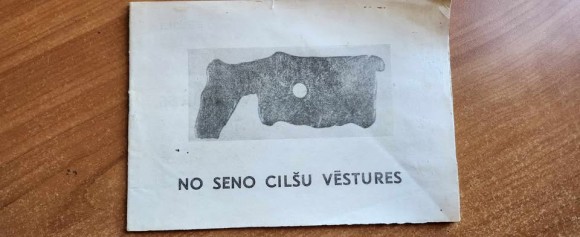 NO SENO CILŠU VĒSTURES